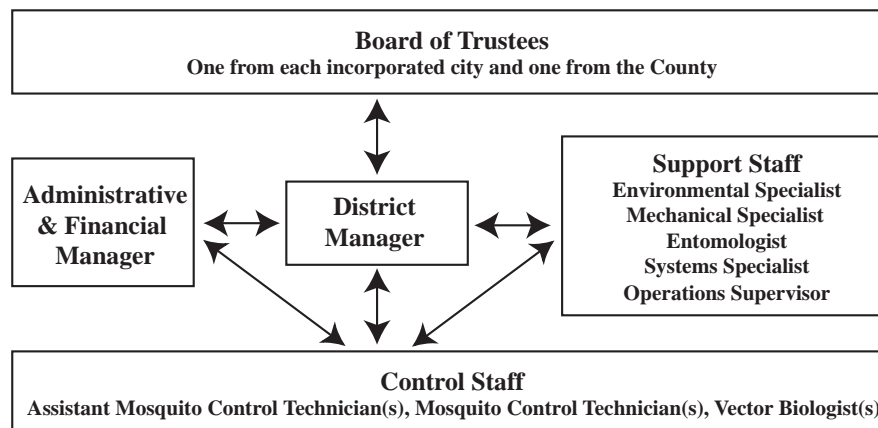 Board of Trustees
One from each incorporated city and one from the County
Administrative
& Financial
Manager
District
Manager
Support Staff
Environmental Specialist
Mechanical Specialist
Entomologist
Systems Specialist
Operations Supervisor
Control Staff
Assistant Mosquito Control Technician(s), Mosquito Control Technician(s), Vector Biologist(s)